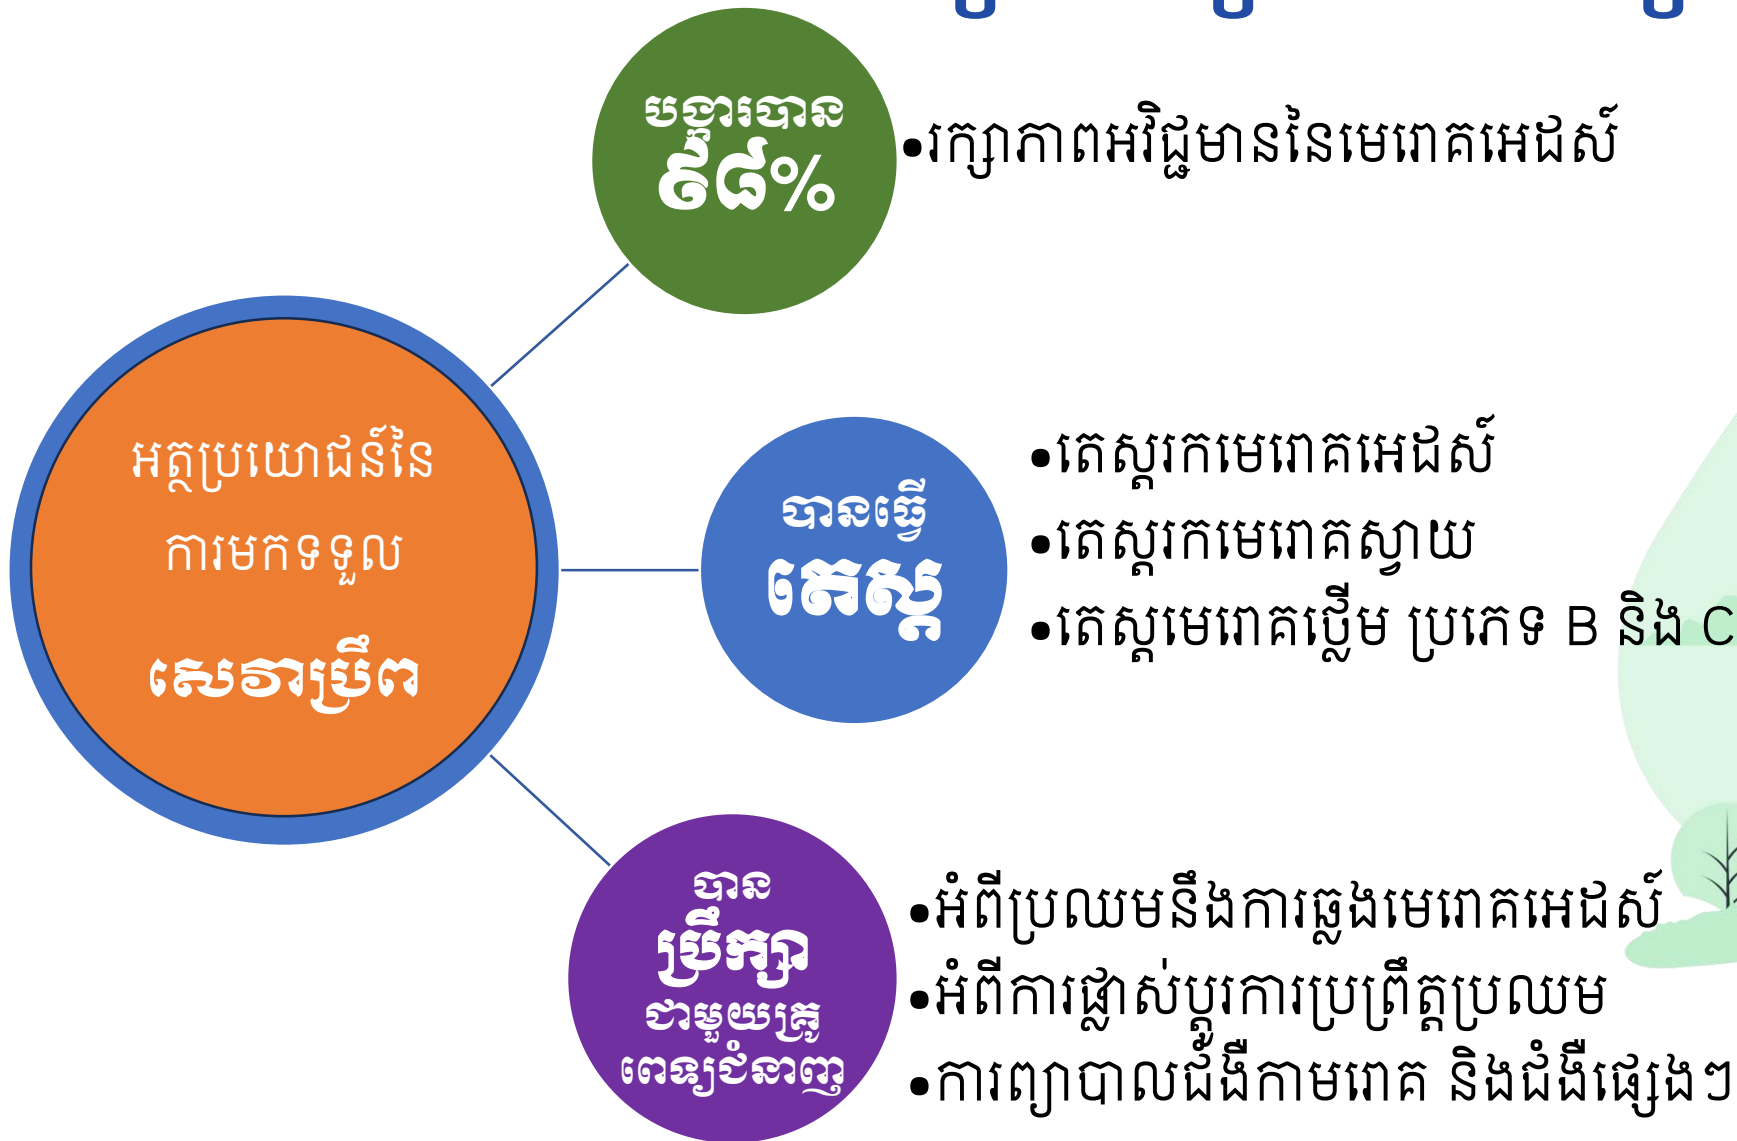 បង្ការបាន
៩៨%
•រក្សាភាពអវិជ្ជមាននៃមេរោគអេដស៍
អត្ថប្រយោជន៍នៃ
ការមកទទួល
សេវាប្រឹព
បានធ្វើ
តេស្ត
•តេស្តរកមេរោគអេដស៍
•តេស្តរកមេរោគស្វាយ
•តេស្តមេរោគថ្លើម ប្រភេទ B និង C
បាន
ប្រឹក្សា
ជាមួយគ្រូ
ពេទ្យជំនាញ
•អំពីប្រឈមនឹងការឆ្លងមេរោគអេដស៍
•អំពីការផ្លាស់ប្តូរការប្រព្រឹត្តប្រឈម
•ការព្យាបាលជំងឺកាមរោគ និងជំងឺផ្សេងៗ